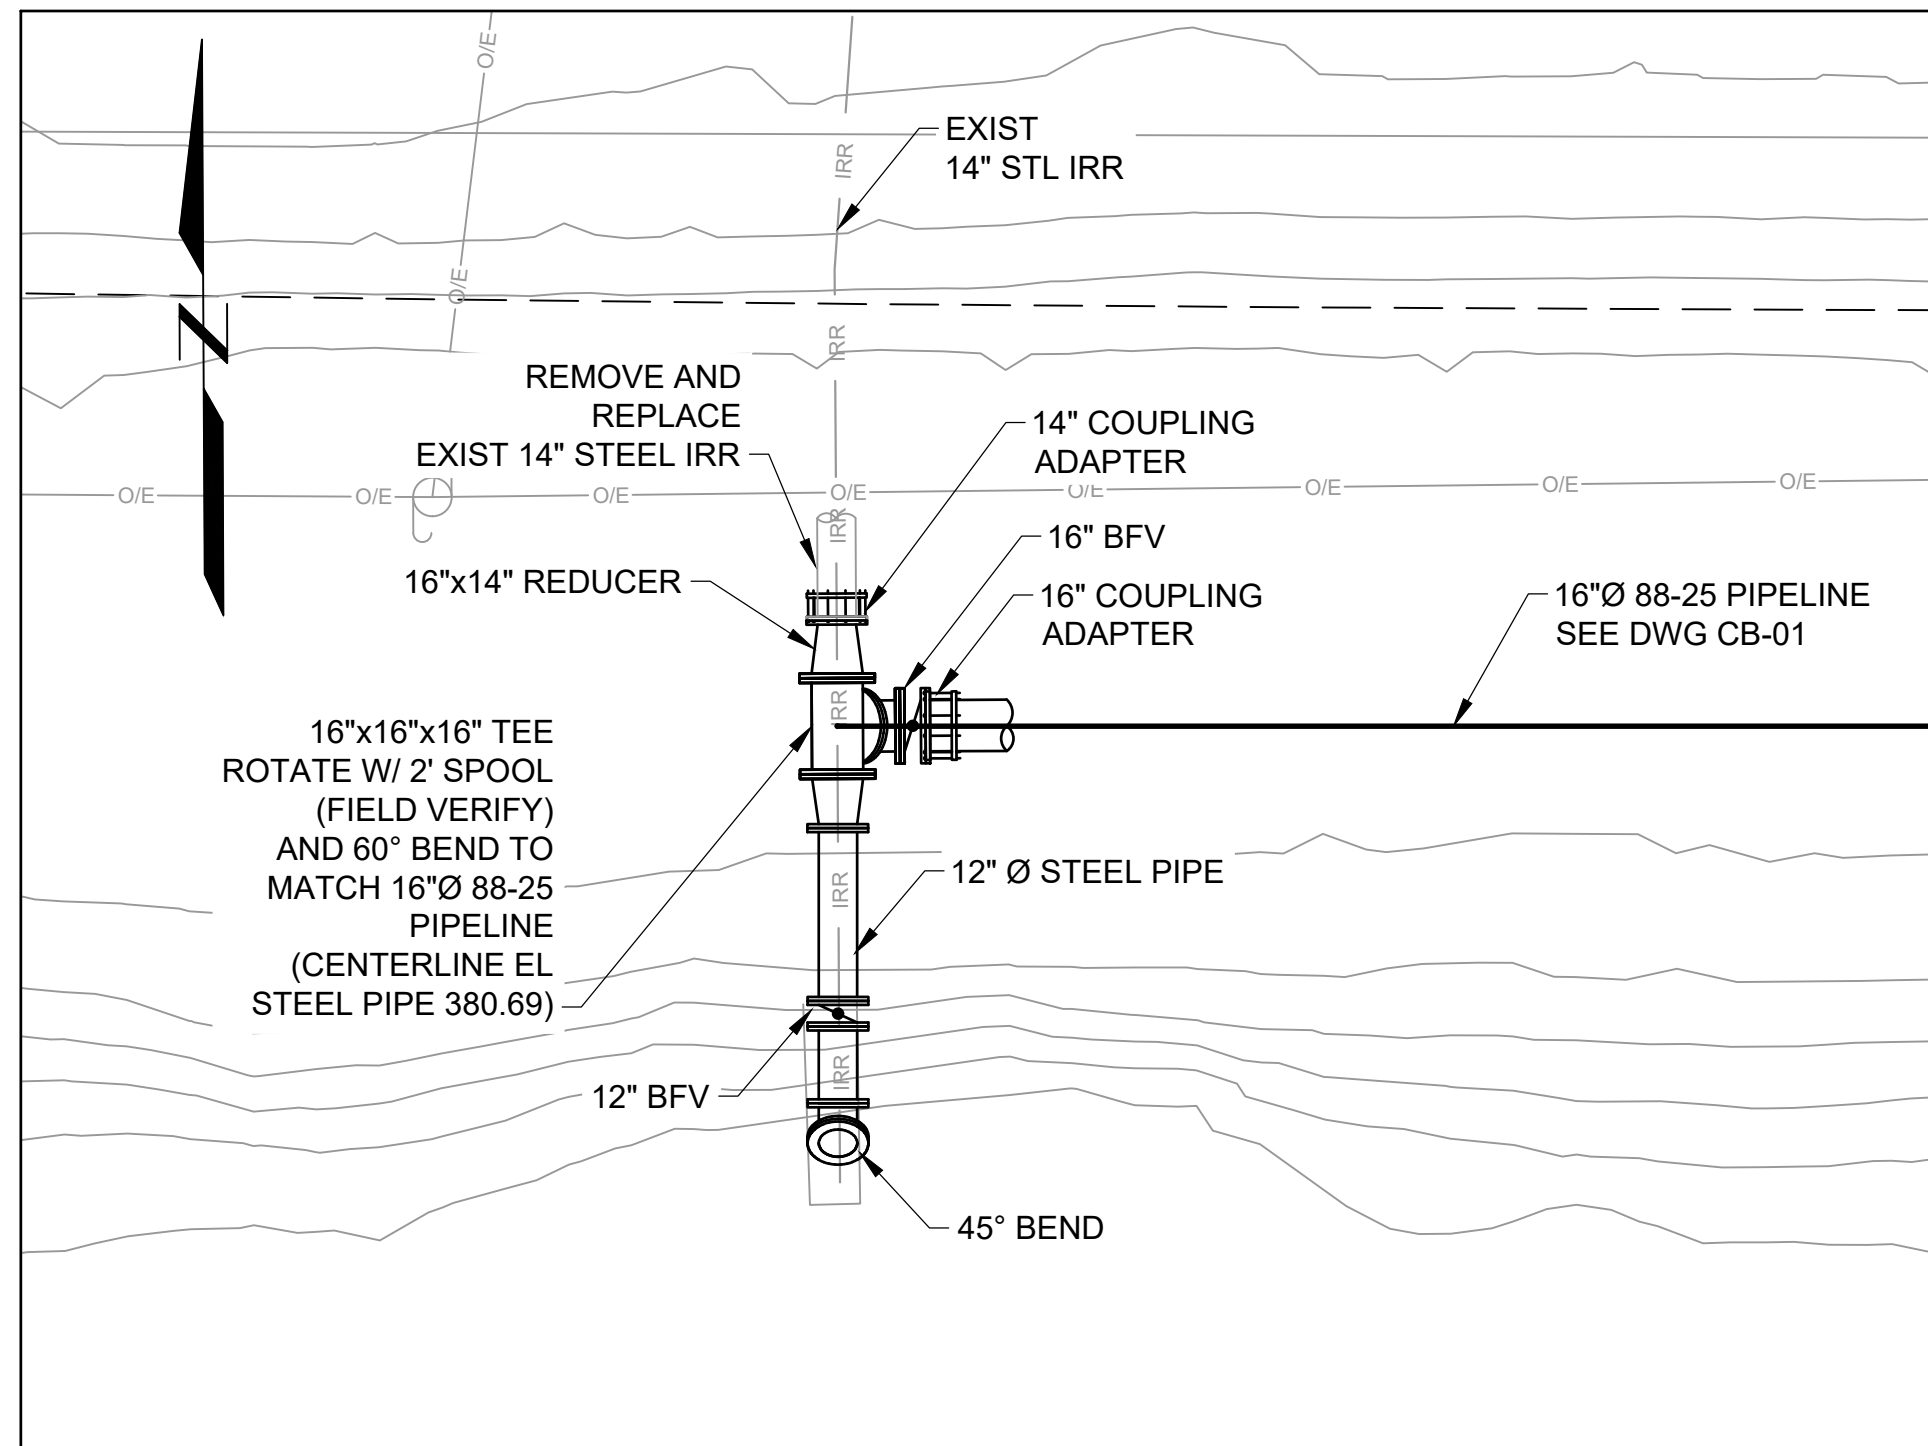 O/E
EXIST
14" STL IRR
IRR
O/E
IRR
REMOVE AND
REPLACE
EXIST 14" STEEL IRR
14" COUPLING
ADAPTER
O/E
O/E
O/E
O/E
O/E
O/E
O/E
O/E
IRR
16" BFV
16"x14" REDUCER
16" COUPLING
ADAPTER
16"Ø 88-25 PIPELINE
SEE DWG CB-01
IRR
16"x16"x16" TEE
ROTATE W/ 2' SPOOL
(FIELD VERIFY)
AND 60° BEND TO
MATCH 16"Ø 88-25
PIPELINE
(CENTERLINE EL
STEEL PIPE 380.69)
12" Ø STEEL PIPE
IRR
IRR
12" BFV
45° BEND
N